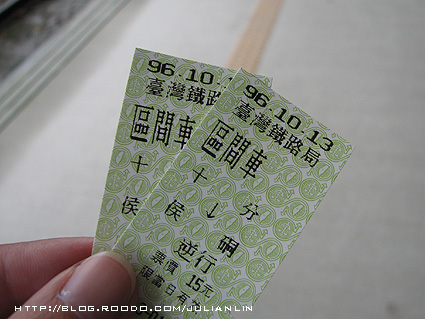 96.10.1
臺灣鐵路
區間車
十
侯
96.10.13
臺灣鐵路局
區間車
十 分
↓
侯 硐
逆行
票價 15元
限當日有
HTTP://BLOG.ROODO.COM/JULIANLIN